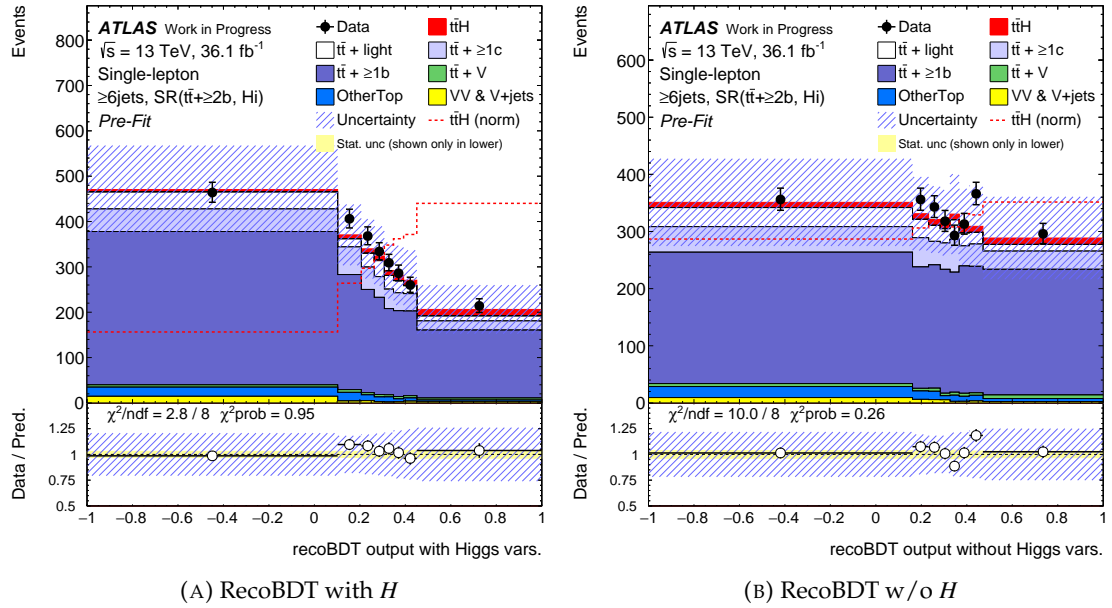 Events
ATLAS Work in Progress
√s = 13 TeV, 36.1 fb⁻¹
Single-lepton
≥6jets, SR(tt̄+≥2b, Hi)
Pre-Fit
Data
tt̄H
tt̄ + light
tt̄ + ≥1c
tt̄ + ≥1b
tt̄ + V
OtherTop
VV & V+jets
Uncertainty
tt̄H (norm)
Stat. unc (shown only in lower)
800
700
600
500
400
300
200
100
0
χ²/ndf = 2.8 / 8 χ²prob = 0.95
Data / Pred.
1.25
1
0.75
0.5
−1 −0.8 −0.6 −0.4 −0.2 0 0.2 0.4 0.6 0.8 1
recoBDT output with Higgs vars.
(A) RecoBDT with H
Events
ATLAS Work in Progress
√s = 13 TeV, 36.1 fb⁻¹
Single-lepton
≥6jets, SR(tt̄+≥2b, Hi)
Pre-Fit
Data
tt̄H
tt̄ + light
tt̄ + ≥1c
tt̄ + ≥1b
tt̄ + V
OtherTop
VV & V+jets
Uncertainty
tt̄H (norm)
Stat. unc (shown only in lower)
600
500
400
300
200
100
0
χ²/ndf = 10.0 / 8 χ²prob = 0.26
Data / Pred.
1.25
1
0.75
0.5
−1 −0.8 −0.6 −0.4 −0.2 0 0.2 0.4 0.6 0.8 1
recoBDT output without Higgs vars.
(B) RecoBDT w/o H